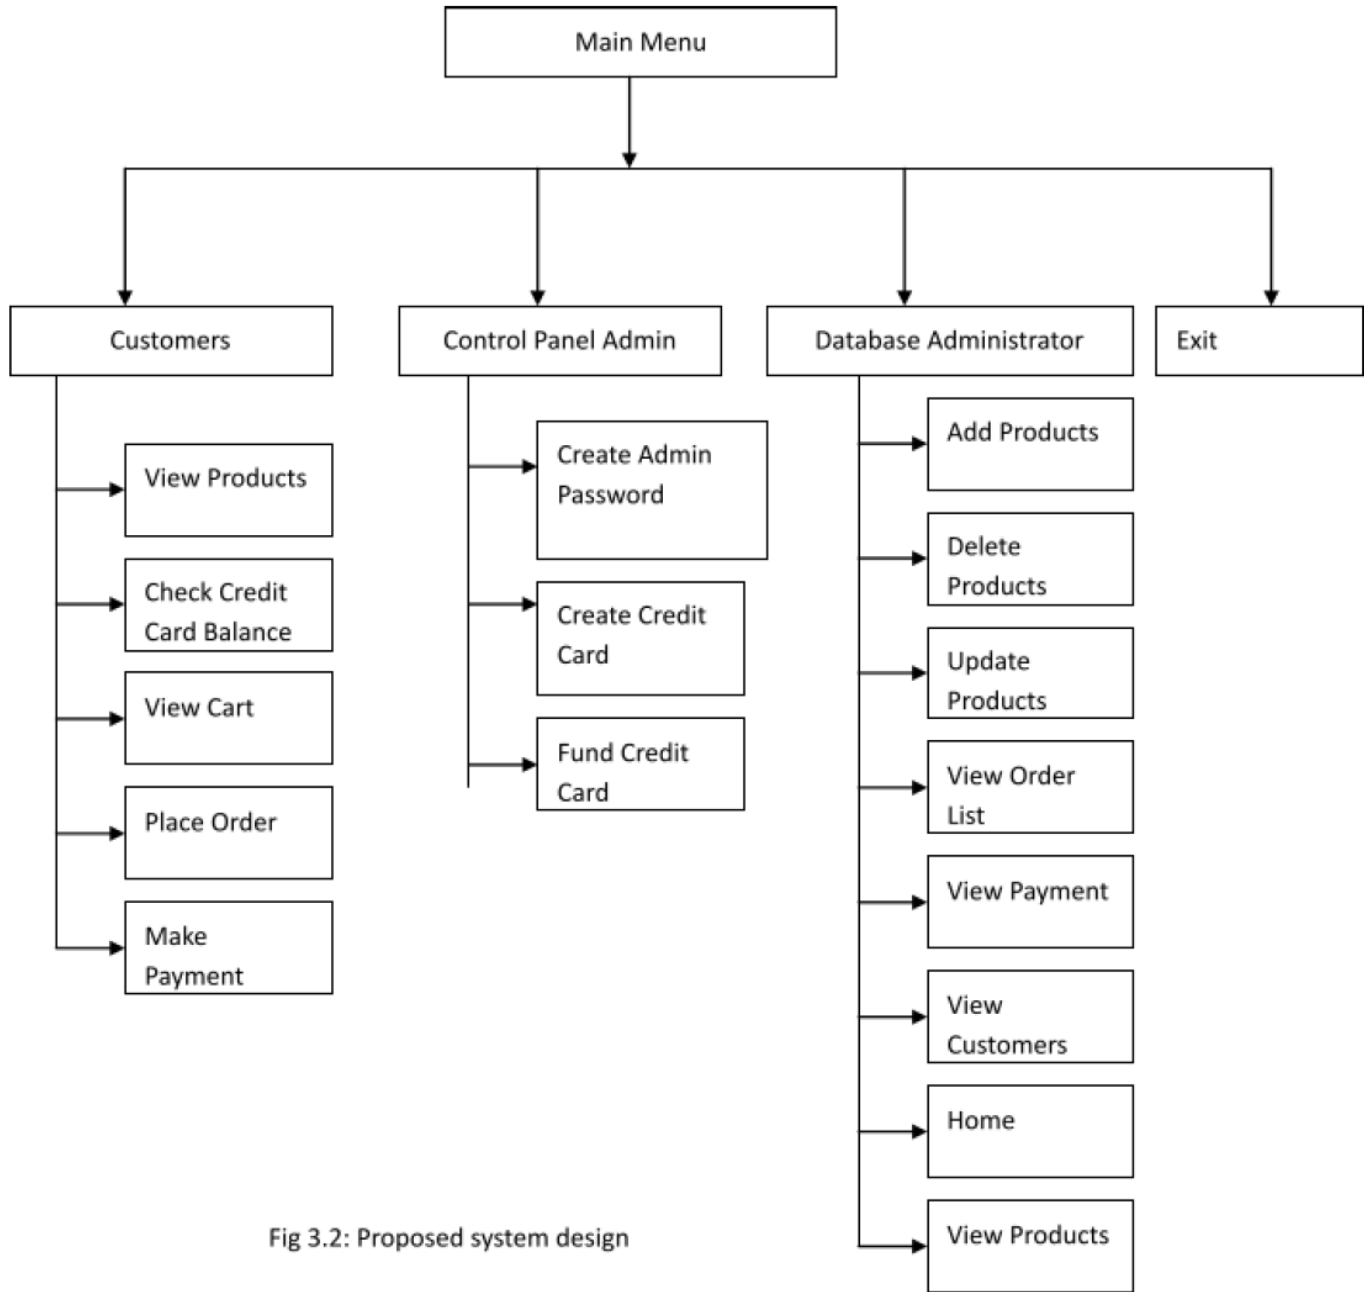 Main Menu
Customers
Control Panel Admin
Database Administrator
Exit
View Products
Check Credit
Card Balance
View Cart
Place Order
Make
Payment
Create Admin
Password
Create Credit
Card
Fund Credit
Card
Add Products
Delete
Products
Update
Products
View Order
List
View Payment
View
Customers
Home
View Products
Fig 3.2: Proposed system design